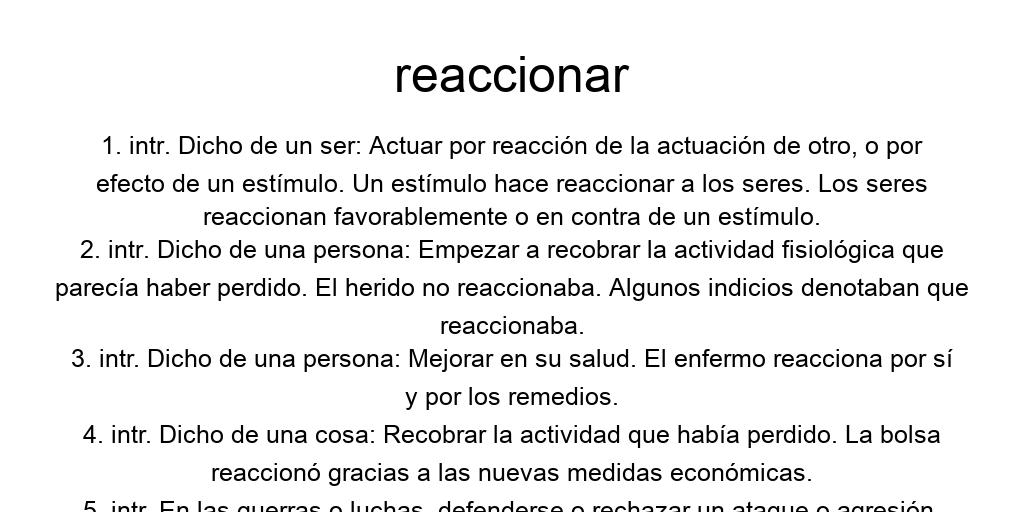 reaccionar
1. intr. Dicho de un ser: Actuar por reacción de la actuación de otro, o por
efecto de un estímulo. Un estímulo hace reaccionar a los seres. Los seres
reaccionan favorablemente o en contra de un estímulo.
2. intr. Dicho de una persona: Empezar a recobrar la actividad fisiológica que
parecía haber perdido. El herido no reaccionaba. Algunos indicios denotaban que
reaccionaba.
3. intr. Dicho de una persona: Mejorar en su salud. El enfermo reacciona por sí
y por los remedios.
4. intr. Dicho de una cosa: Recobrar la actividad que había perdido. La bolsa
reaccionó gracias a las nuevas medidas económicas.
5. intr. En las guerras o luchas, defenderse o rechazar un ataque o agresión.